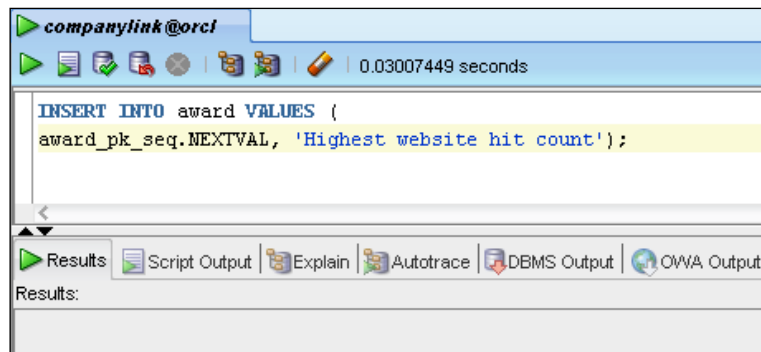 companylink@orcl
0.03007449 seconds
INSERT INTO award VALUES (
award_pk_seq.NEXTVAL, 'Highest website hit count');
Results Script Output Explain Autotrace DBMS Output OWA Output
Results: